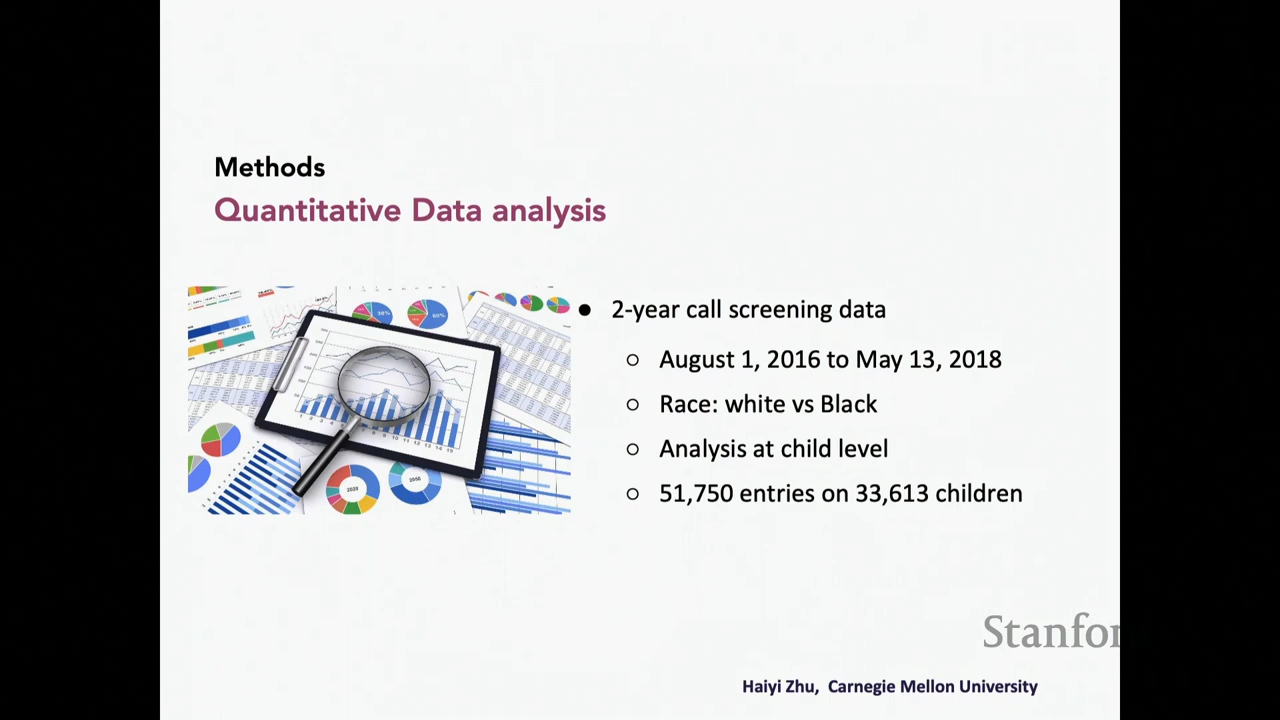 Methods
Quantitative Data analysis
● 2-year call screening data
○ August 1, 2016 to May 13, 2018
○ Race: white vs Black
○ Analysis at child level
○ 51,750 entries on 33,613 children
Stanfor
Haiyi Zhu, Carnegie Mellon University